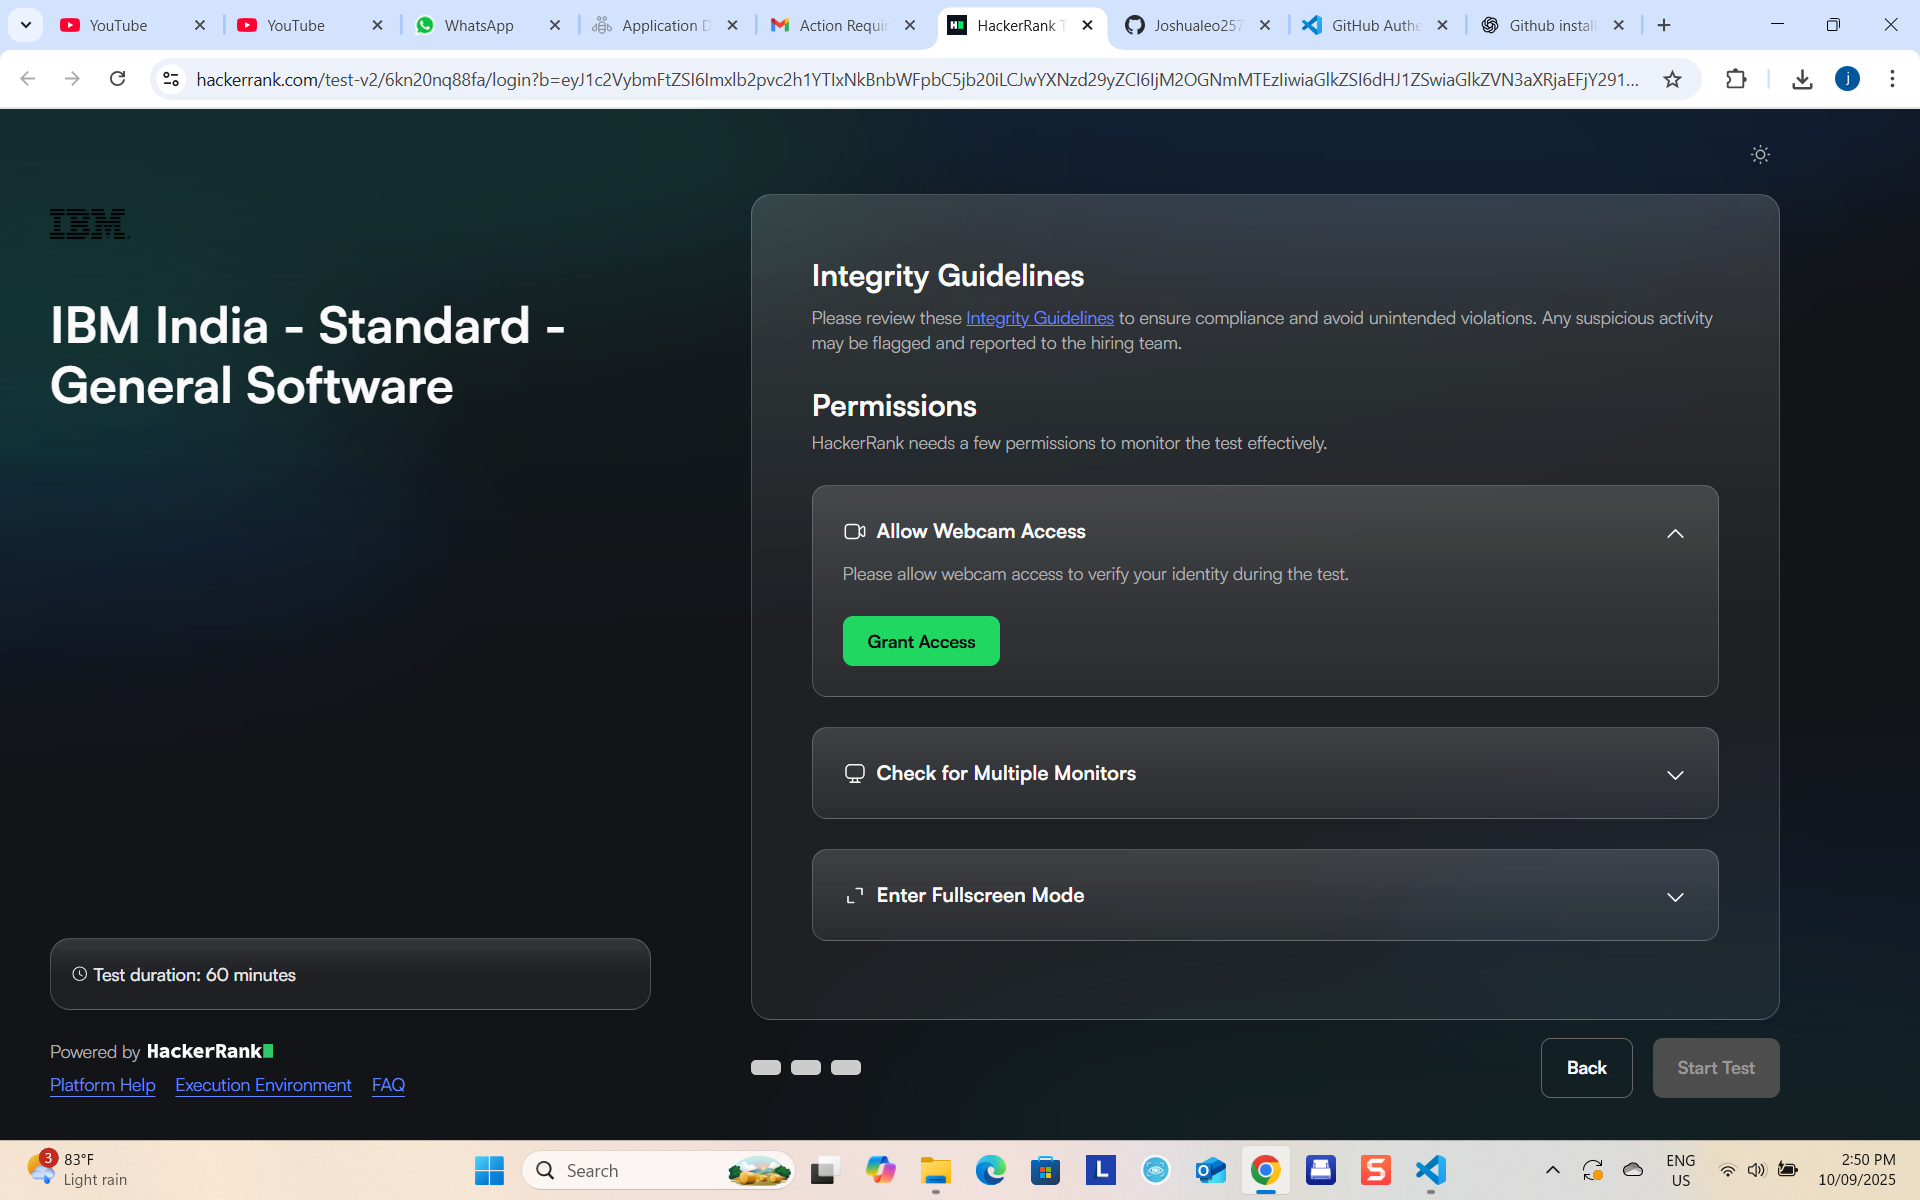 YouTube
YouTube
WhatsApp
Application D
Action Requir
HackerRank T
Joshualeo257
GitHub Authe
Github instal
hackerrank.com/test-v2/6kn20nq88fa/login?b=
j
IBM
IBM India - Standard -
General Software
Integrity Guidelines
Please review these Integrity Guidelines to ensure compliance and avoid unintended violations. Any suspicious activity
may be flagged and reported to the hiring team.
Permissions
HackerRank needs a few permissions to monitor the test effectively.
Allow Webcam Access
Please allow webcam access to verify your identity during the test.
Grant Access
Check for Multiple Monitors
Enter Fullscreen Mode
Test duration: 60 minutes
Powered by HackerRank
Platform Help Execution Environment FAQ
Back
Start Test
3
83°F
Light rain
Search
L
S
ENG
US
2:50 PM
10/09/2025